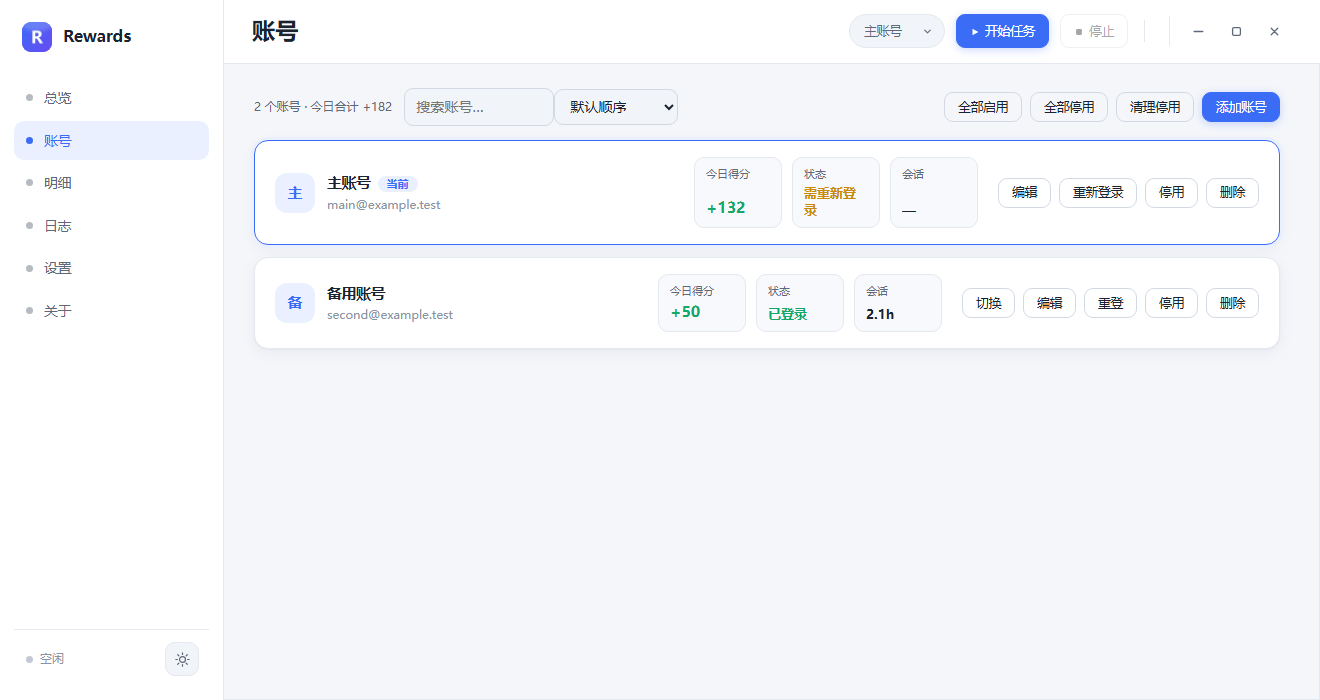 R Rewards
总览
账号
明细
日志
设置
关于
空闲
账号
主账号
开始任务
停止
2 个账号 · 今日合计 +182
搜索账号...
默认顺序
全部启用
全部停用
清理停用
添加账号
主
主账号 当前
main@example.test
今日得分
+132
状态
需重新登
录
会话
—
编辑
重新登录
停用
删除
备
备用账号
second@example.test
今日得分
+50
状态
已登录
会话
2.1h
切换
编辑
重登
停用
删除